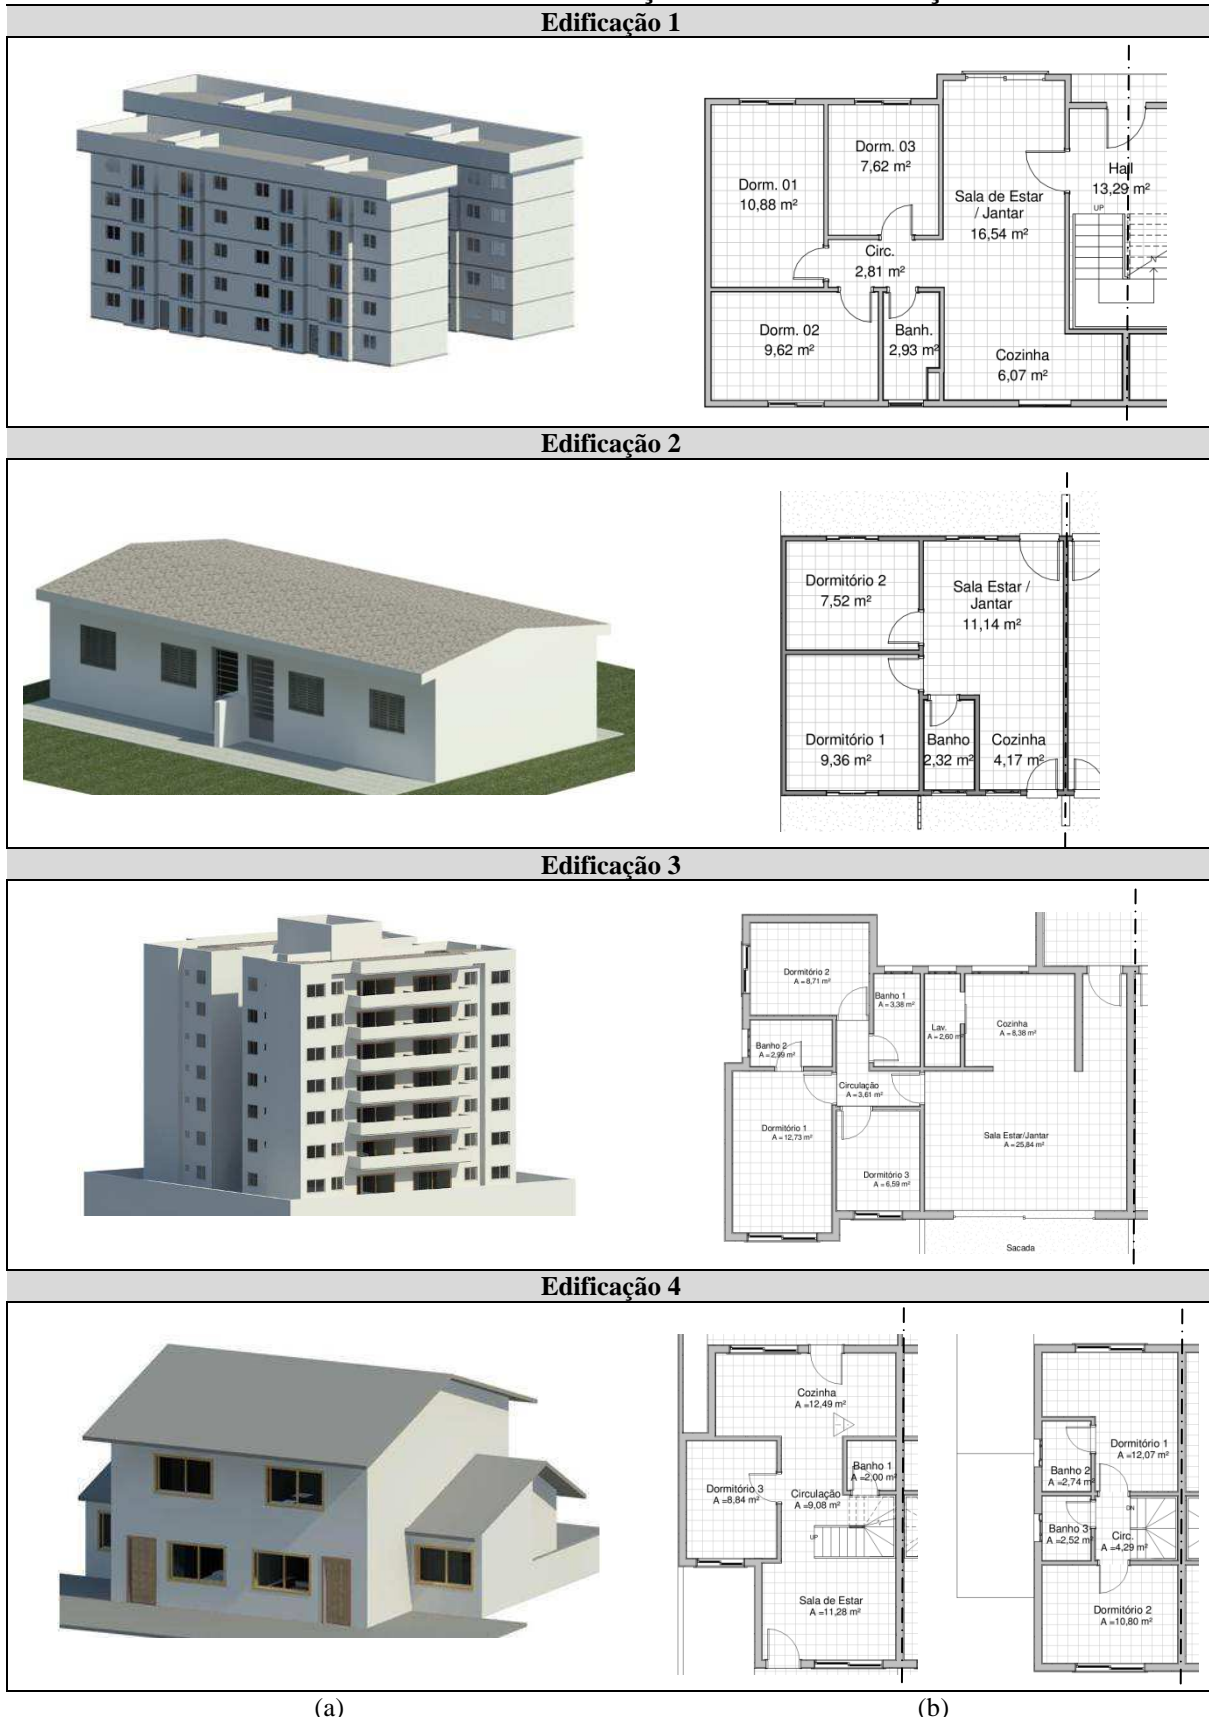 Edificação 1
Dorm. 01
10,88 m²
Dorm. 03
7,62 m²
Sala de Estar
/ Jantar
16,54 m²
Hall
13,29 m²
UP
Circ.
2,81 m²
Dorm. 02
9,62 m²
Banh.
2,93 m²
Cozinha
6,07 m²
Edificação 2
Dormitório 2
7,52 m²
Sala Estar /
Jantar
11,14 m²
Dormitório 1
9,36 m²
Banho
2,32 m²
Cozinha
4,17 m²
Edificação 3
Dormitório 2
A = 8,71 m²
Banho 1
A = 3,38 m²
Lav.
A = 2,60 m²
Cozinha
A = 8,38 m²
Banho 2
A = 2,99 m²
Circulação
A = 3,61 m²
Dormitório 1
A = 12,73 m²
Sala Estar/Jantar
A = 25,84 m²
Dormitório 3
A = 6,59 m²
Sacada
Edificação 4
Cozinha
A =12,49 m²
Banho 1
A =2,00 m²
Dormitório 3
A =8,84 m²
Circulação
A =9,08 m²
UP
Sala de Estar
A =11,28 m²
Dormitório 1
A =12,07 m²
Banho 2
A =2,74 m²
DN
Banho 3
A =2,52 m²
Circ.
A =4,29 m²
Dormitório 2
A =10,80 m²
(a)
(b)